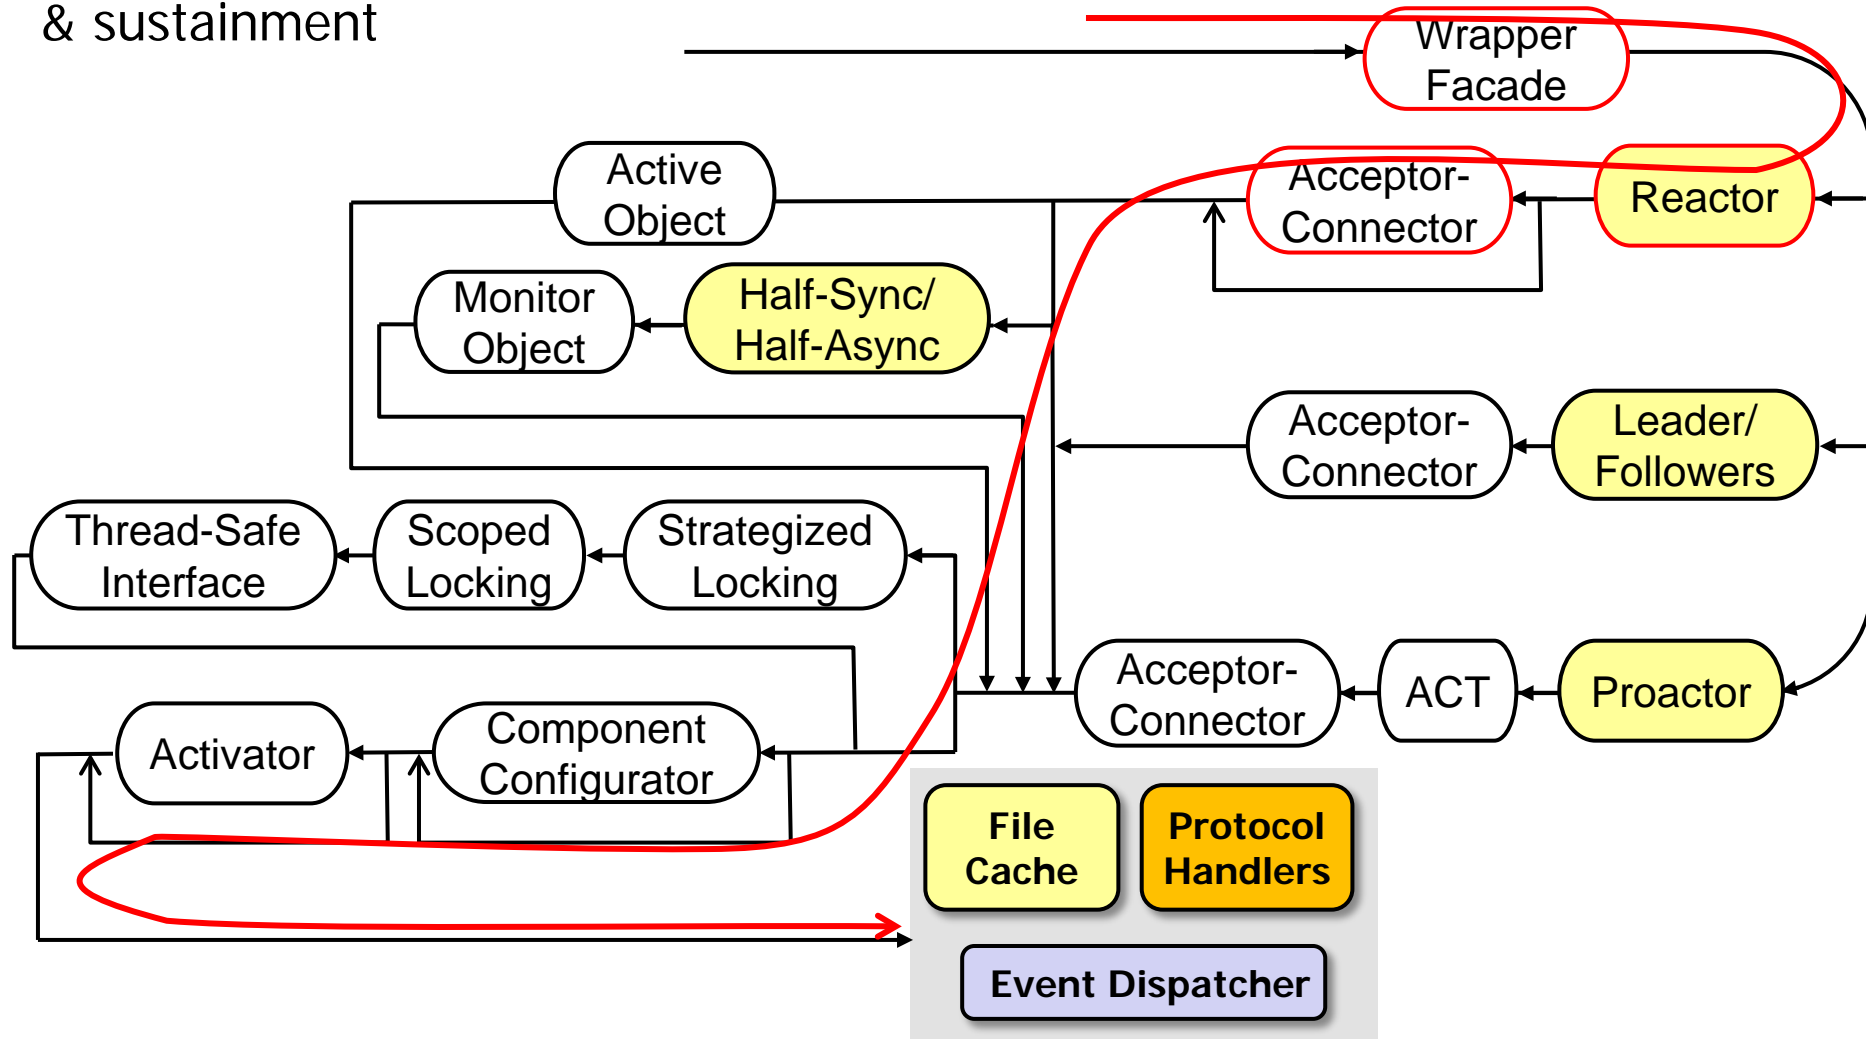 & sustainment
Wrapper
Facade
Active
Object
Acceptor-
Connector
Reactor
Monitor
Object
Half-Sync/
Half-Async
Acceptor-
Connector
Leader/
Followers
Thread-Safe
Interface
Scoped
Locking
Strategized
Locking
Acceptor-
Connector
ACT
Proactor
Activator
Component
Configurator
File
Cache
Protocol
Handlers
Event Dispatcher